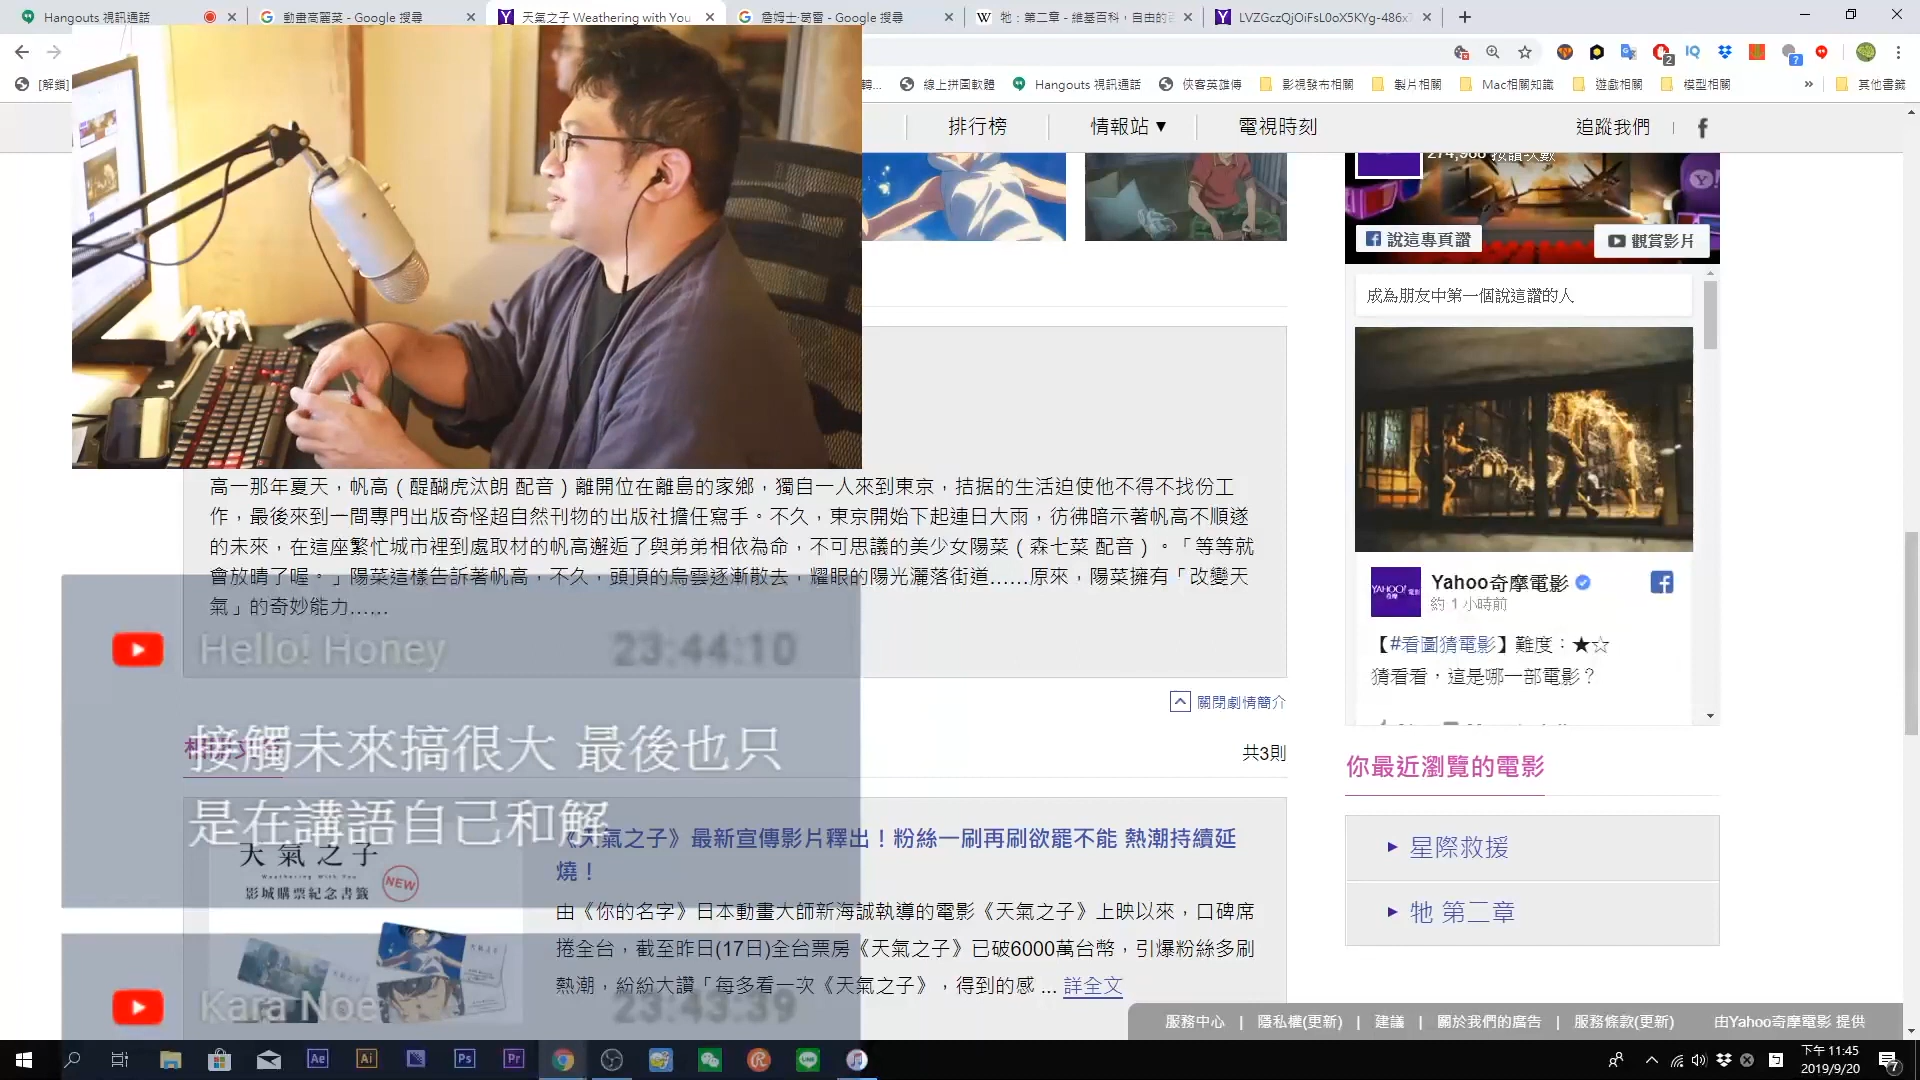 Hangouts 視訊通話
動畫高麗菜 - Google 搜尋
天氣之子 Weathering with You
詹姆士·葛雷 - Google 搜尋
牠：第二章 - 維基百科，自由的百
LVZGczQjOiFsL0oX5KYg-486x
[解鎖]
線上拼圖軟體
Hangouts 視訊通話
俠客英雄傳
影視發布相關
製片相關
Mac相關知識
遊戲相關
模型相關
»
其他書籤
排行榜
情報站 ▼
電視時刻
追蹤我們
說這專頁讚
觀賞影片
成為朋友中第一個說這讚的人
高一那年夏天，帆高（醍醐虎汰朗 配音）離開位在離島的家鄉，獨自一人來到東京，拮据的生活迫使他不得不找份工
作，最後來到一間專門出版奇怪超自然刊物的出版社擔任寫手。不久，東京開始下起連日大雨，彷彿暗示著帆高不順遂
的未來，在這座繁忙城市裡到處取材的帆高邂逅了與弟弟相依為命，不可思議的美少女陽菜（森七菜 配音）。「等等就
會放晴了喔。」陽菜這樣告訴著帆高，不久，頭頂的烏雲逐漸散去，耀眼的陽光灑落街道……原來，陽菜擁有「改變天
氣」的奇妙能力……
Hello! Honey 23:44:10
接觸未來搞很大 最後也只
是在講語自己和解
關閉劇情簡介
共3則
Yahoo奇摩電影
約 1 小時前
【#看圖猜電影】難度：★☆
猜看看，這是哪一部電影？
你最近瀏覽的電影
星際救援
牠 第二章
大氣之子
Weathering With You
影城購票紀念書籤
NEW
《天氣之子》最新宣傳影片釋出！粉絲一刷再刷欲罷不能 熱潮持續延
燒！
由《你的名字》日本動畫大師新海誠執導的電影《天氣之子》上映以來，口碑席
捲全台，截至昨日(17日)全台票房《天氣之子》已破6000萬台幣，引爆粉絲多刷
熱潮，紛紛大讚「每多看一次《天氣之子》，得到的感 ... 詳全文
Kara Noe 23:43:39
服務中心 | 隱私權(更新) | 建議 | 關於我們的廣告 | 服務條款(更新) 由Yahoo奇摩電影 提供
下午 11:45
2019/9/20